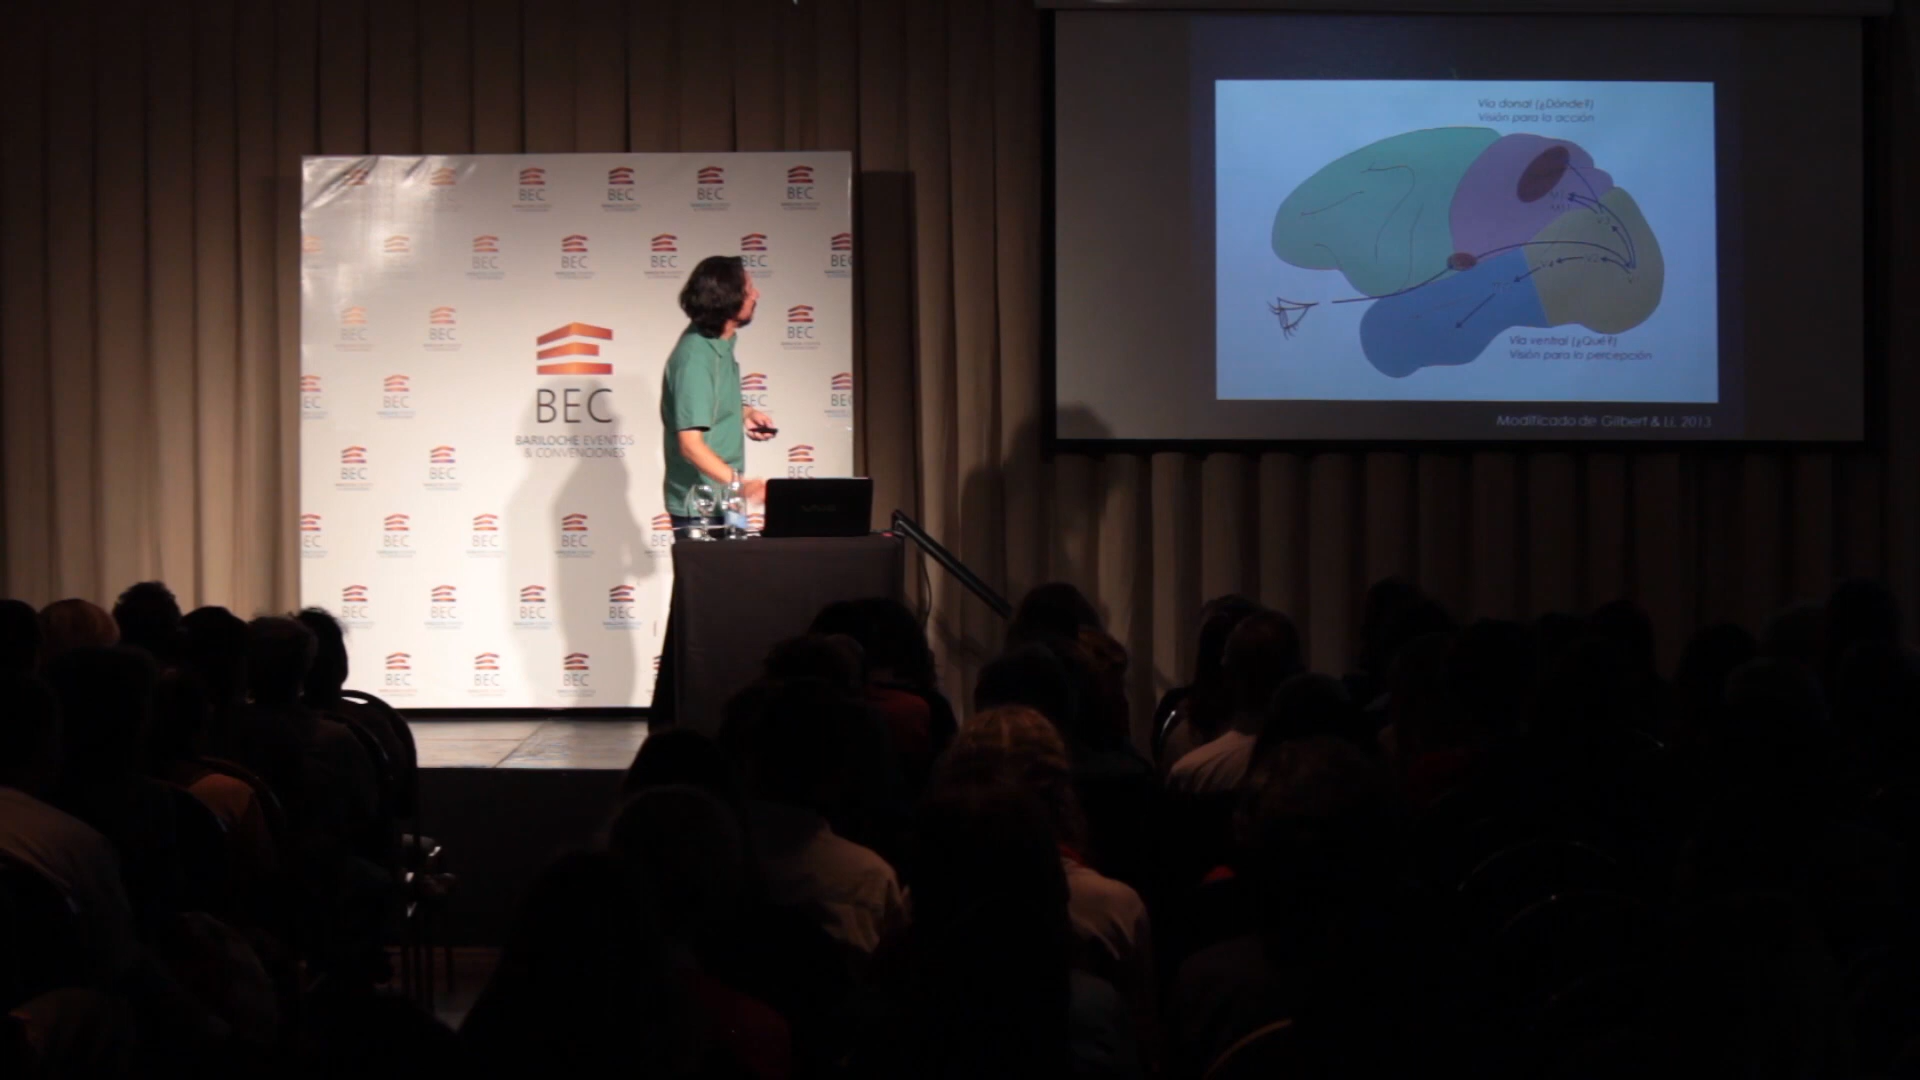 BEC
BARILOCHE EVENTOS
& CONVENCIONES
Vía dorsal (¿Dónde?)
Visión para la acción
V2
Vía ventral (¿Qué?)
Visión para la percepción
Modificado de Gilbert & Li, 2013